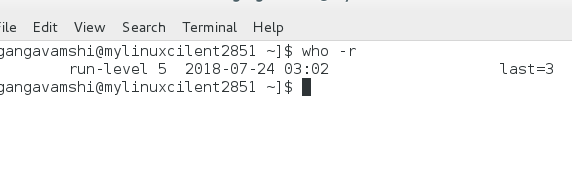 ile Edit View Search Terminal Help
gangavamshi@mylinuxcilent2851 ~]$ who -r
run-level 5 2018-07-24 03:02 last=3
gangavamshi@mylinuxcilent2851 ~]$